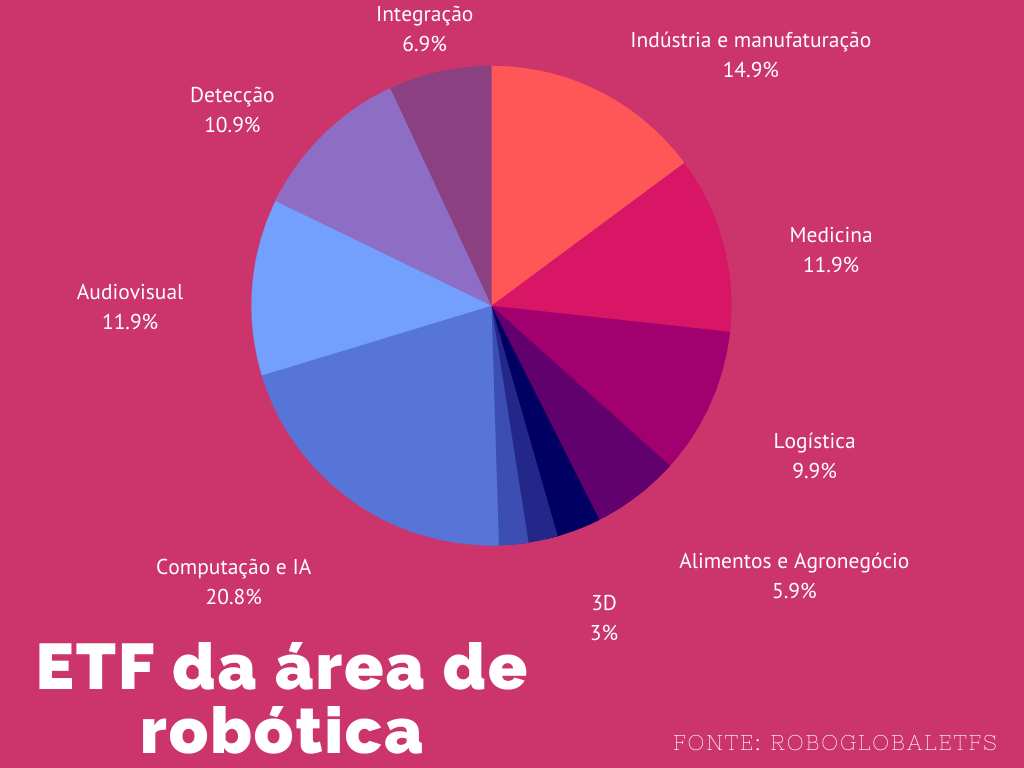 Integração
6.9%
Indústria e manufaturação
14.9%
Detecção
10.9%
Medicina
11.9%
Audiovisual
11.9%
Logística
9.9%
Alimentos e Agronegócio
5.9%
Computação e IA
20.8%
3D
3%
ETF da área de
robótica
FONTE: ROBOGLOBALETFS